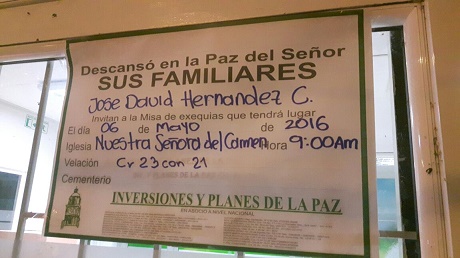 Descansó en la Paz del Señor
SUS FAMILIARES
Jose David Hernandez C.
Invitan a la Misa de exequias que tendrá lugar
El día 06 de Mayo de 2016
Iglesia Nuestra Señora del Carmen Hora 9:00Am
Velación Cr 23 con 21
Cementerio
INVERSIONES Y PLANES DE LA PAZ